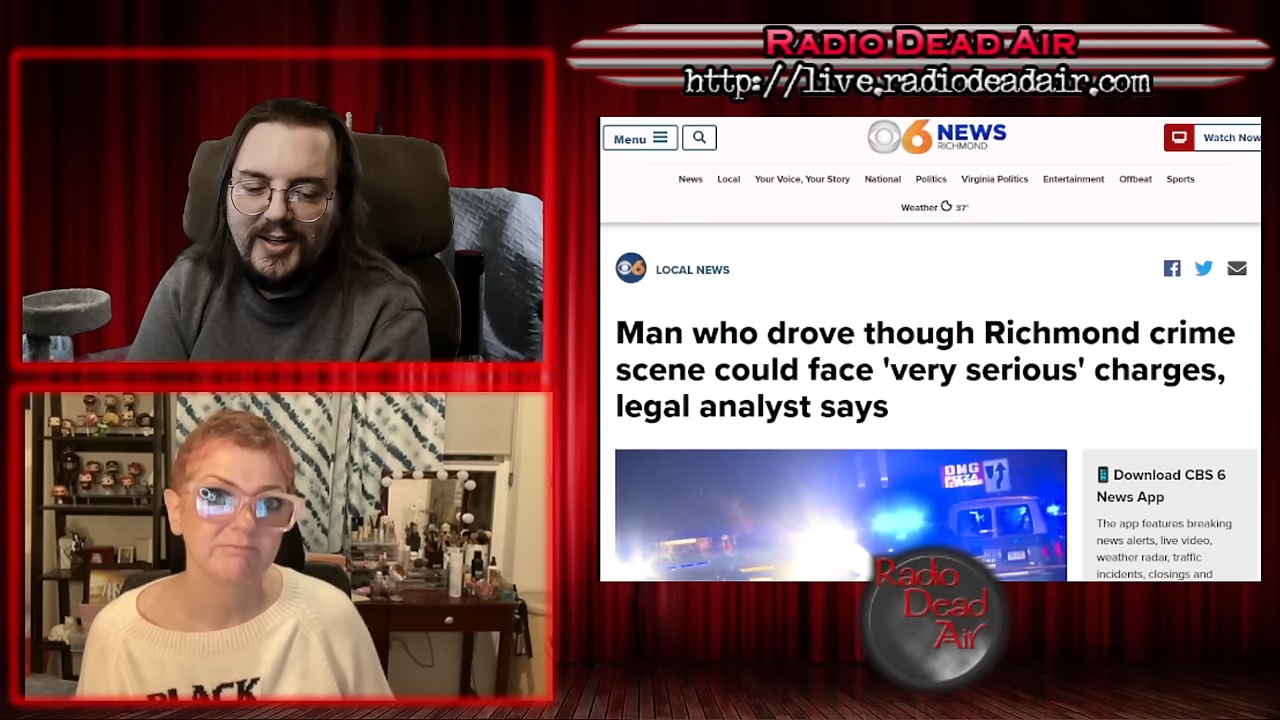 RADIO DEAD AIR
http://live.radiodeadair.com
Menu
6 NEWS
RICHMOND
Watch Now
News Local Your Voice, Your Story National Politics Virginia Politics Entertainment Offbeat Sports
Weather 37°
6 LOCAL NEWS
Man who drove though Richmond crime
scene could face 'very serious' charges,
legal analyst says
OMG
PIZZA
Download CBS 6
News App
The app features breaking
news alerts, live video,
weather radar, traffic
incidents, closings and
Radio
Dead
Air
BLACK